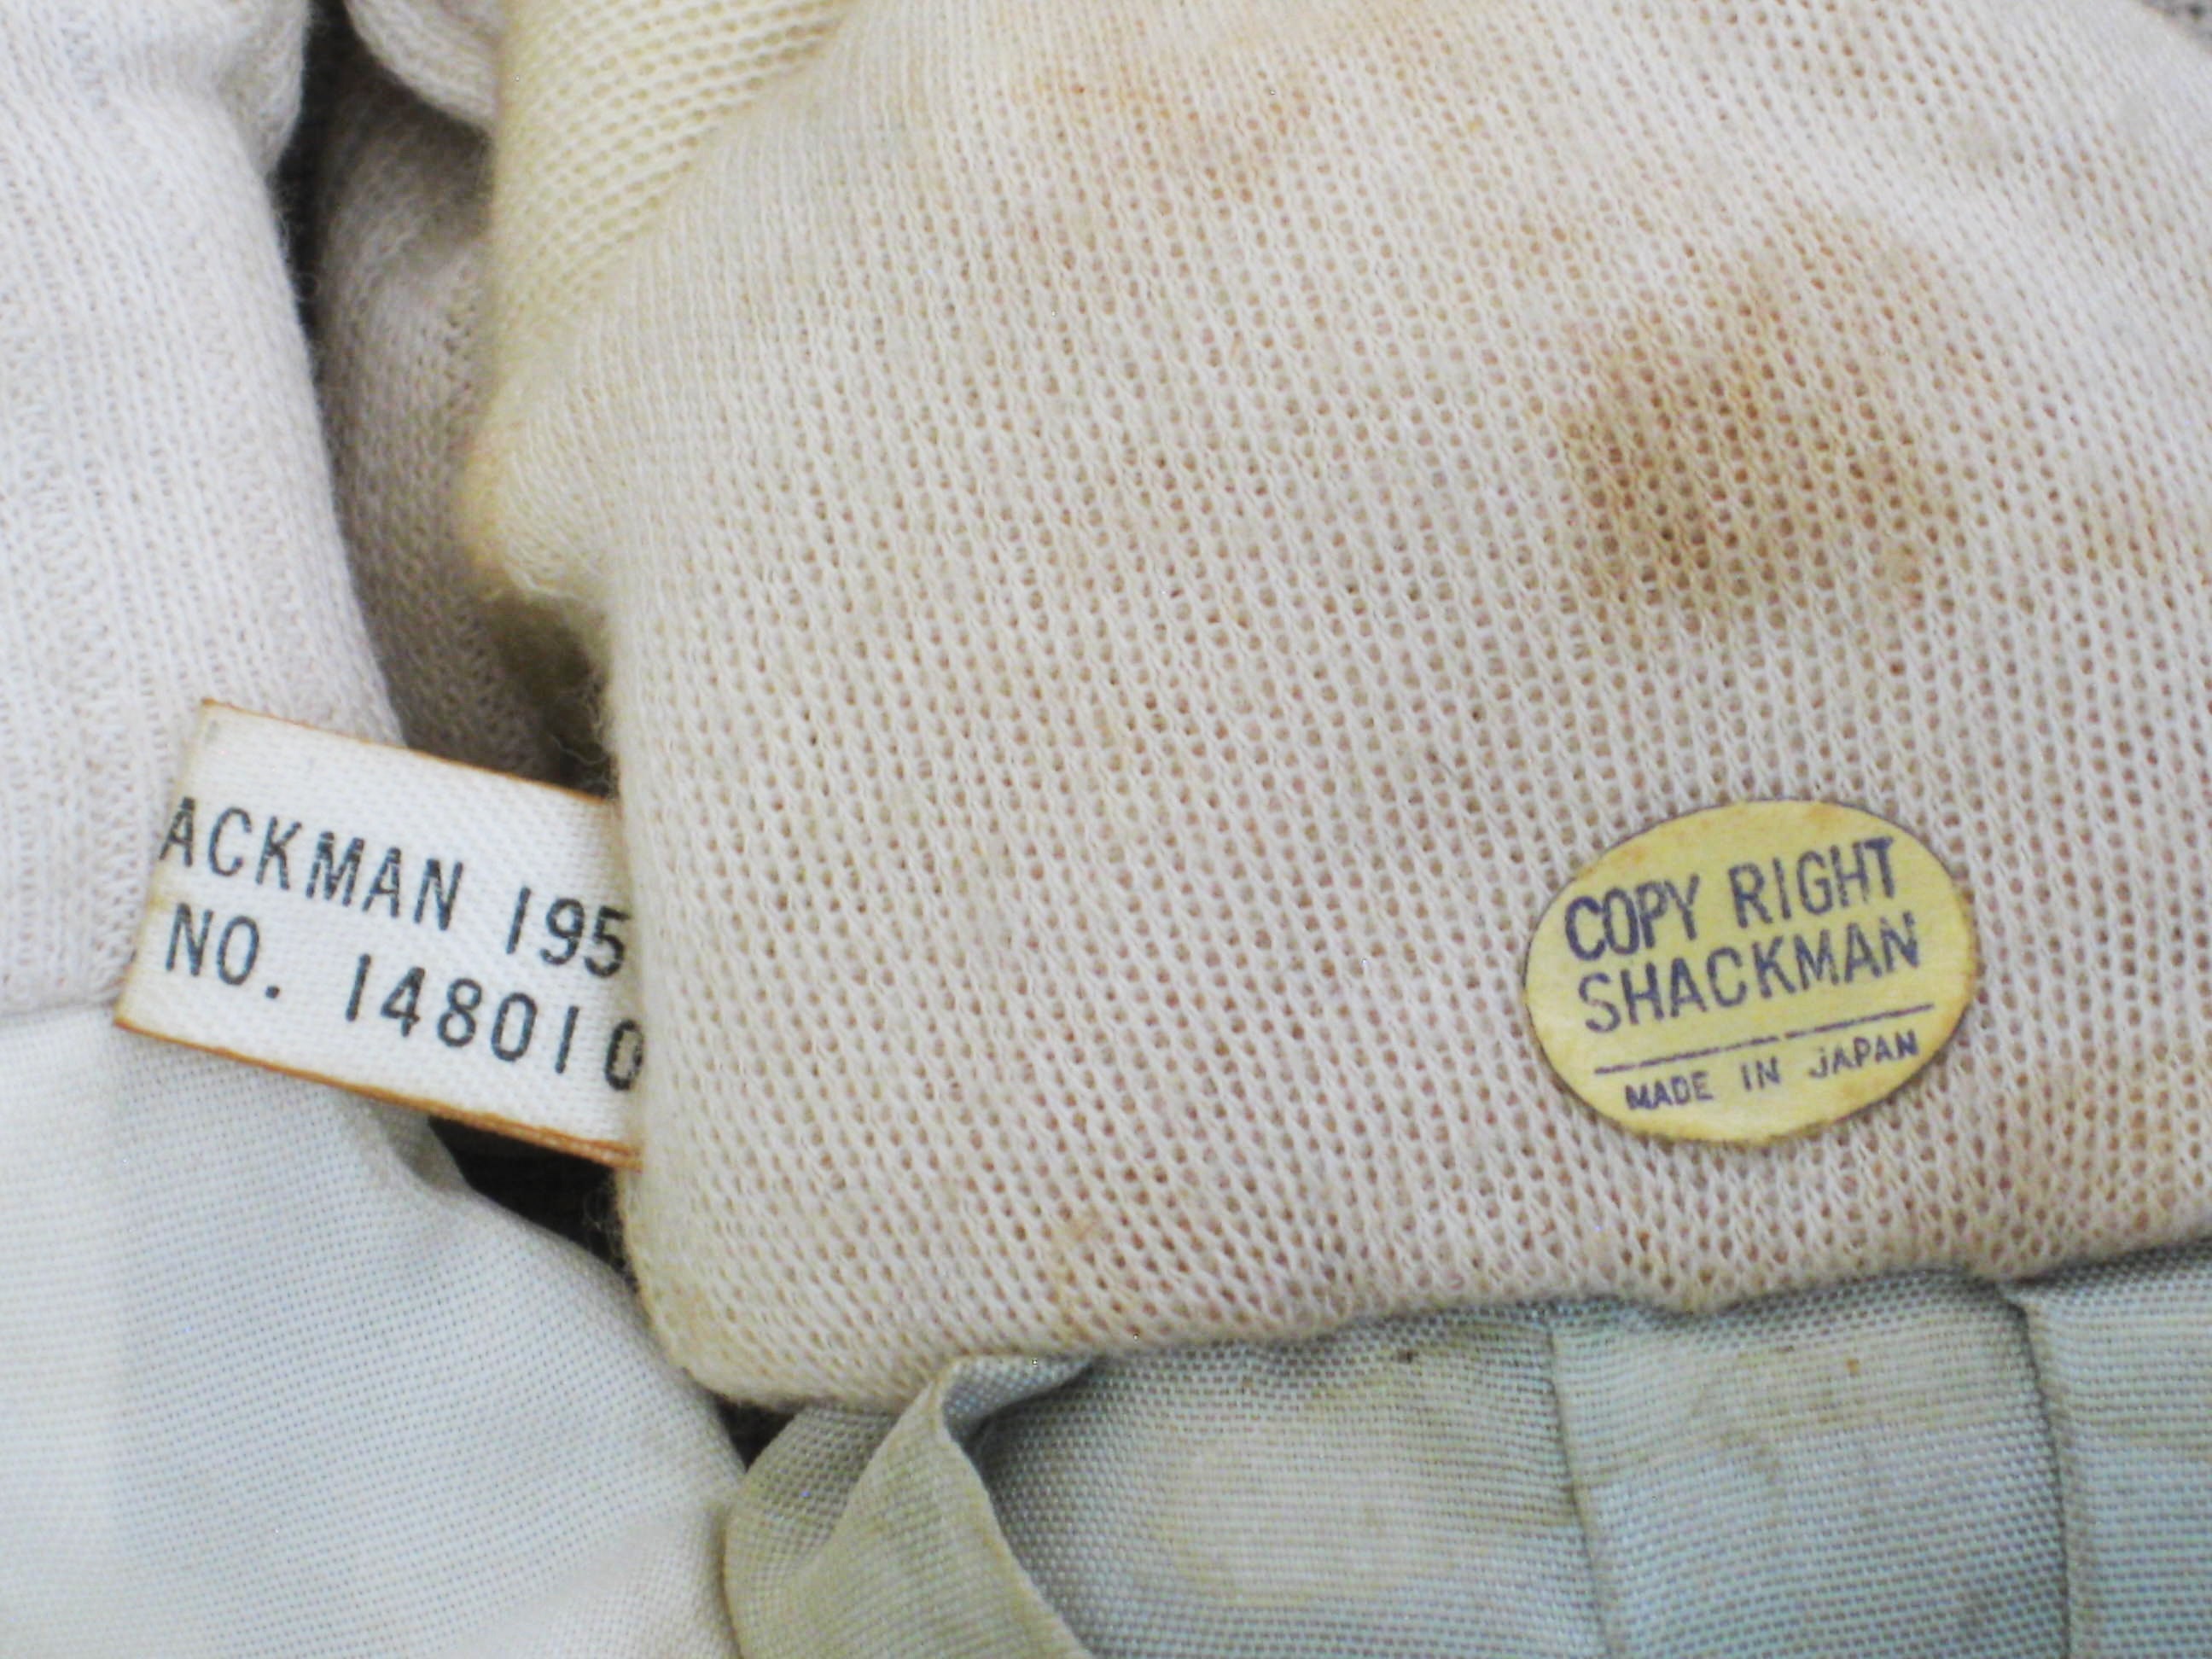 ACKMAN 195
NO. 148010
COPY RIGHT
SHACKMAN
MADE IN JAPAN